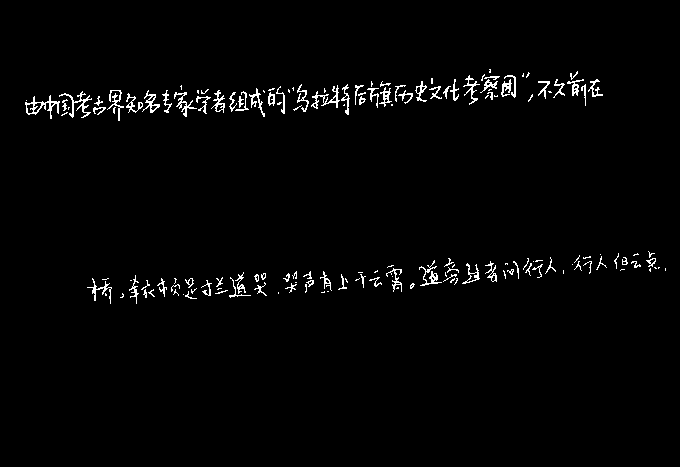 由中国考古界知名专家学者组成的“乌拉特后旗历史文化考察团”,不久前在
桥。牵衣顿足拦道哭,哭声直上干云霄。道旁过者问行人,行人但云点,